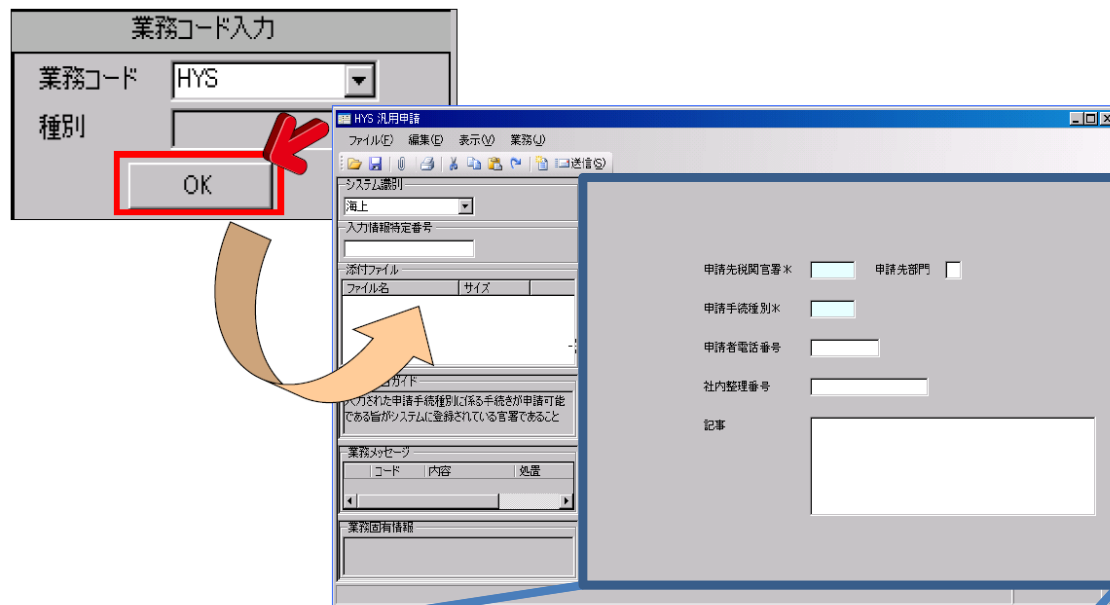 業務コード入力
業務コード HYS
種別
OK
HYS 汎用申請
ファイル(F) 編集(E) 表示(V) 業務(J)
送信(S)
システム識別
海上
入力情報特定番号
添付ファイル
ファイル名 サイズ
ガイド
入力された申請手続種別に係る手続きが申請可能
である旨がシステムに登録されている官署であること
業務メッセージ
コード 内容 処置
業務固有情報
申請先税関官署* 申請先部門
申請手続種別*
申請者電話番号
社内整理番号
記事